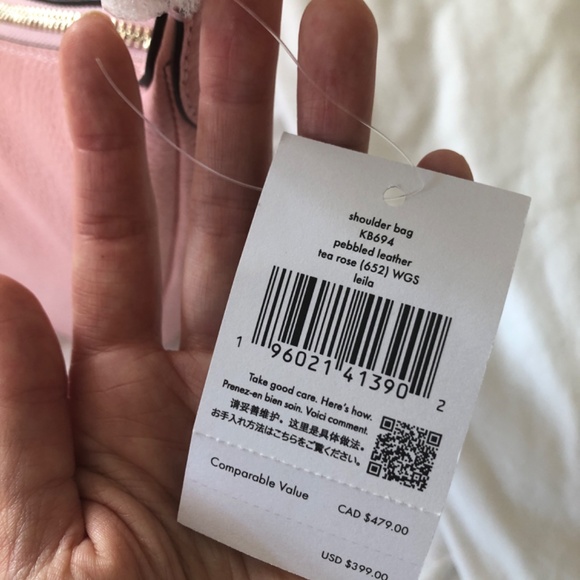 shoulder bag
KB694
pebbled leather
tea rose (652) WGS
leila
1 96021 41390 2
Take good care. Here's how.
Prenez-en bien soin. Voici comment.
请妥善维护。这里是具体做法。
お手入れ方法はこちらをご覧ください。
Comparable Value
CAD $479.00
USD $399.00